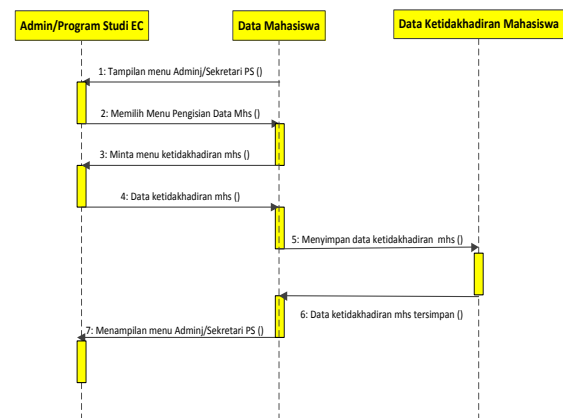 Admin/Program Studi EC
Data Mahasiswa
Data Ketidakhadiran Mahasiswa
1: Tampilan menu Adminj/Sekretari PS ()
2: Memilih Menu Pengisian Data Mhs ()
3: Minta menu ketidakhadiran mhs ()
4: Data ketidakhadiran mhs ()
5: Menyimpan data ketidakhadiran mhs ()
6: Data ketidakhadiran mhs tersimpan ()
7: Menampilan menu Adminj/Sekretari PS ()